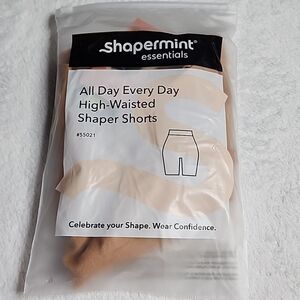 shapermint
essentials
All Day Every Day
High-Waisted
Shaper Shorts
#55021
Celebrate your Shape. Wear Confidence.